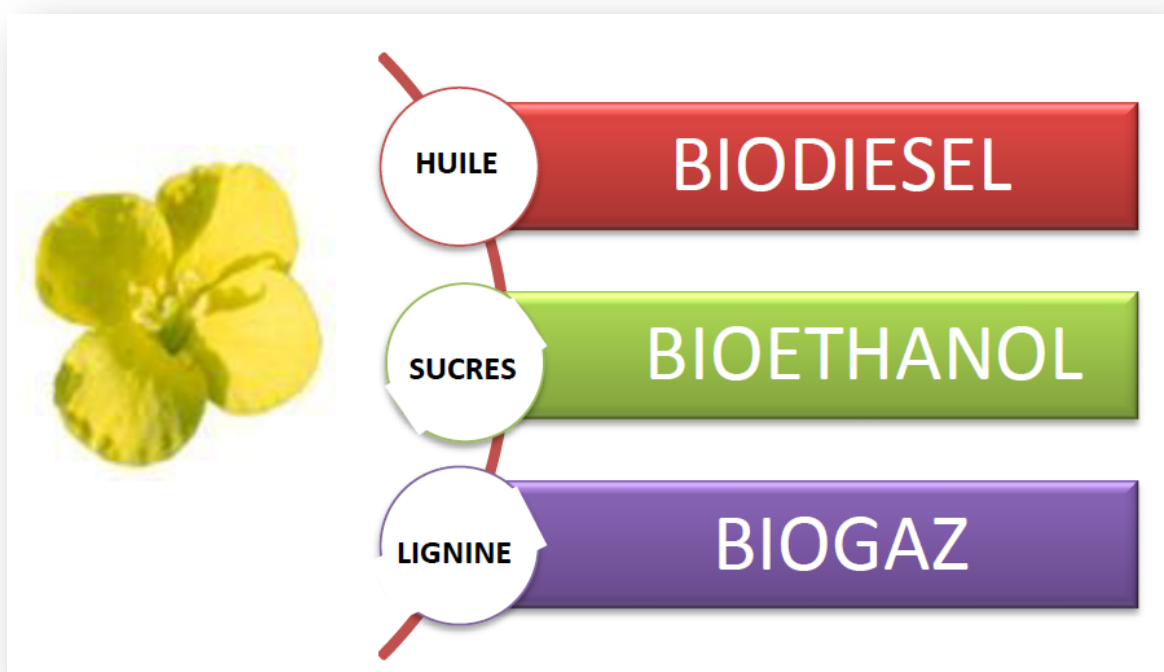 HUILE
BIODIESEL
SUCRES
BIOETHANOL
LIGNINE
BIOGAZ